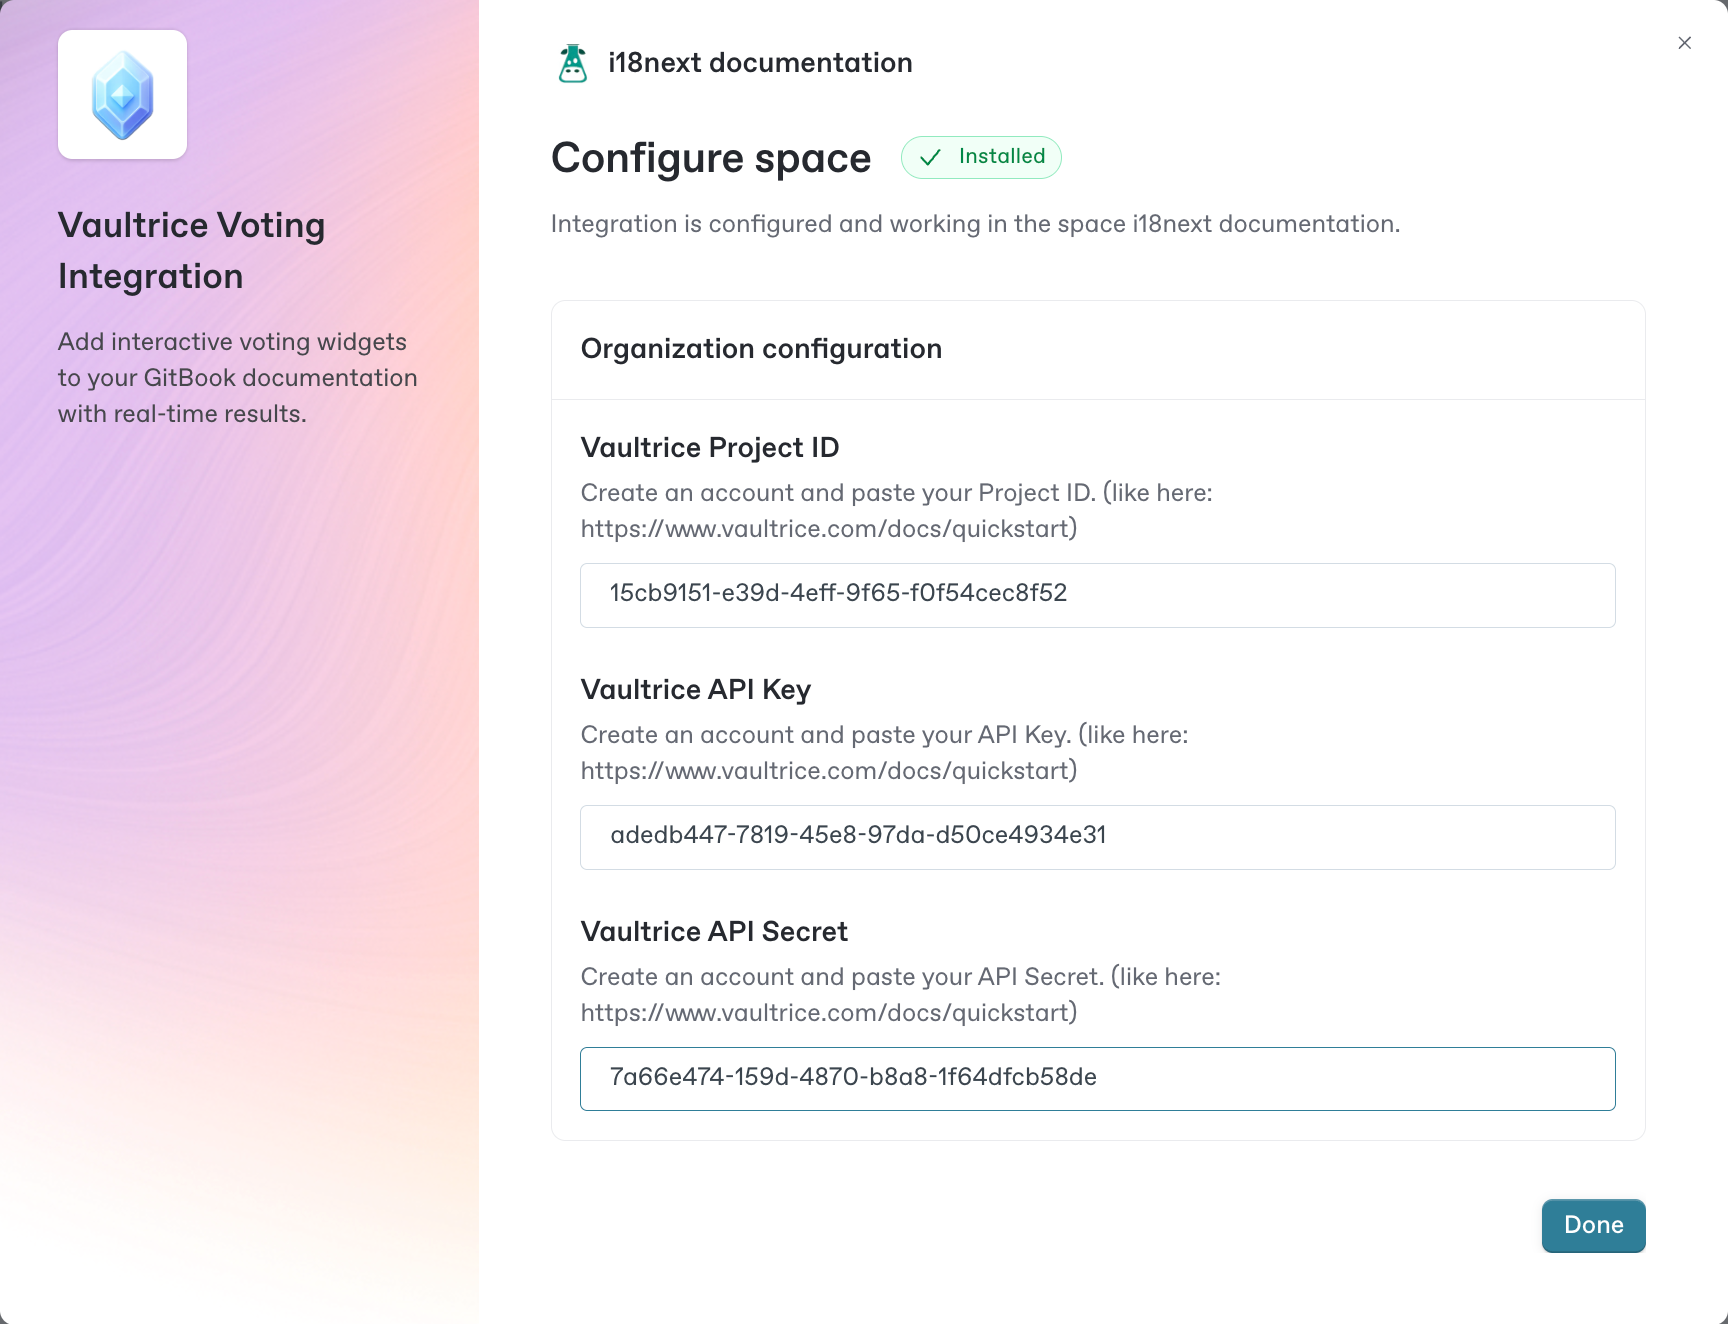 Vaultrice Voting
Integration
Add interactive voting widgets
to your GitBook documentation
with real-time results.
i18next documentation
Configure space
Installed
Integration is configured and working in the space i18next documentation.
Organization configuration
Vaultrice Project ID
Create an account and paste your Project ID. (like here:
https://www.vaultrice.com/docs/quickstart)
15cb9151-e39d-4eff-9f65-f0f54cec8f52
Vaultrice API Key
Create an account and paste your API Key. (like here:
https://www.vaultrice.com/docs/quickstart)
adedb447-7819-45e8-97da-d50ce4934e31
Vaultrice API Secret
Create an account and paste your API Secret. (like here:
https://www.vaultrice.com/docs/quickstart)
7a66e474-159d-4870-b8a8-1f64dfcb58de
Done